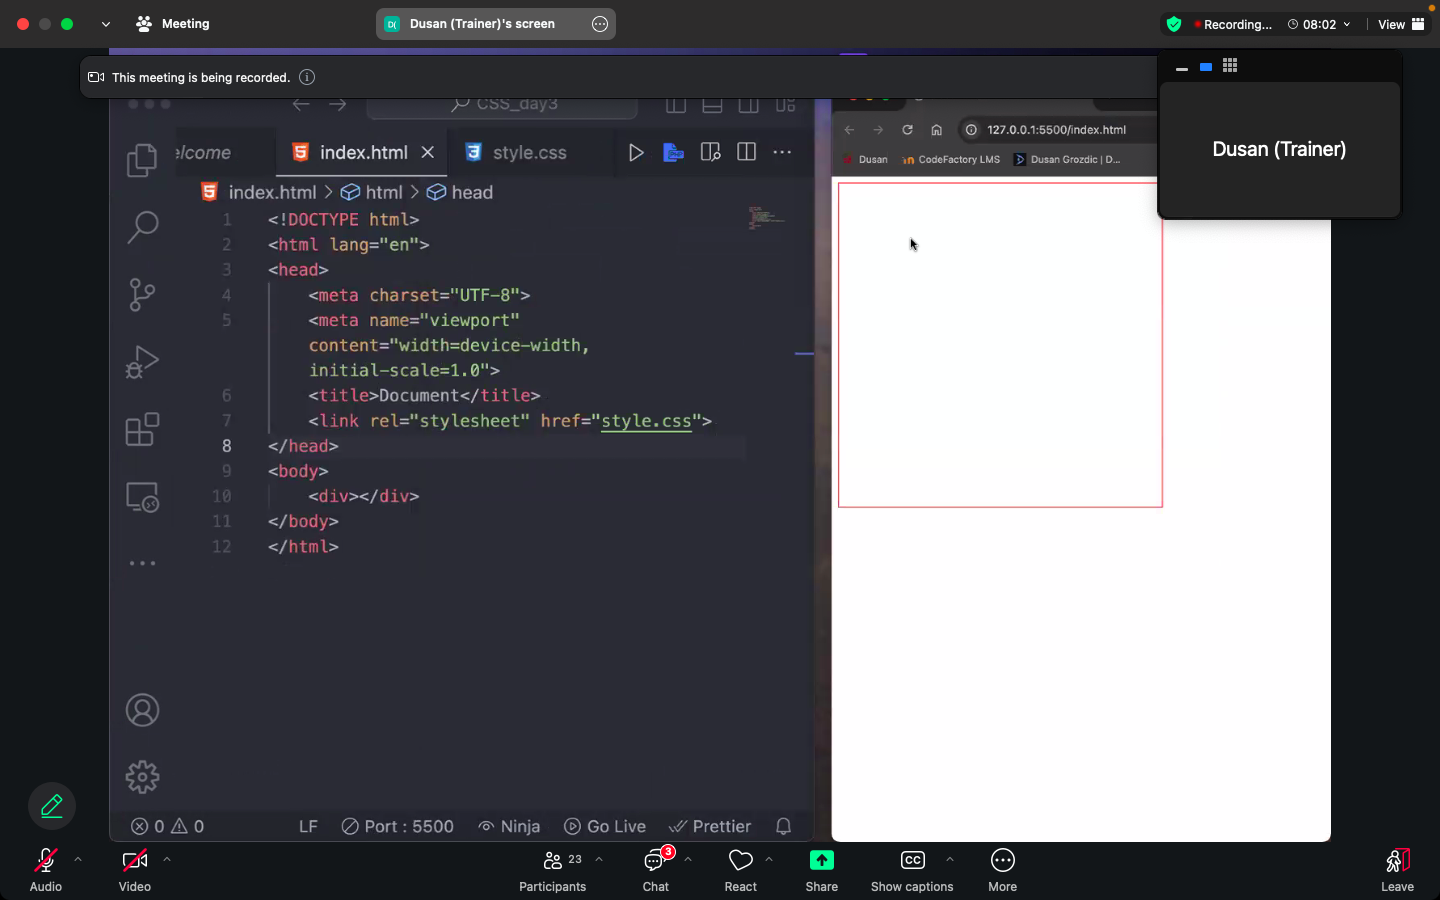 Meeting
D( Dusan (Trainer)'s screen
Recording...
08:02
View
This meeting is being recorded.
Dusan (Trainer)
CSS_day3
elcome
index.html
style.css
index.html > html > head
1 <!DOCTYPE html>
2 <html lang="en">
3 <head>
4 <meta charset="UTF-8">
5 <meta name="viewport"
content="width=device-width,
initial-scale=1.0">
6 <title>Document</title>
7 <link rel="stylesheet" href="style.css">
8 </head>
9 <body>
10 <div></div>
11 </body>
12 </html>
127.0.0.1:5500/index.html
Dusan
CodeFactory LMS
Dusan Grozdic | D...
0 0
LF
Port : 5500
Ninja
Go Live
Prettier
Audio
Video
23
Participants
3
Chat
React
Share
CC
Show captions
More
Leave